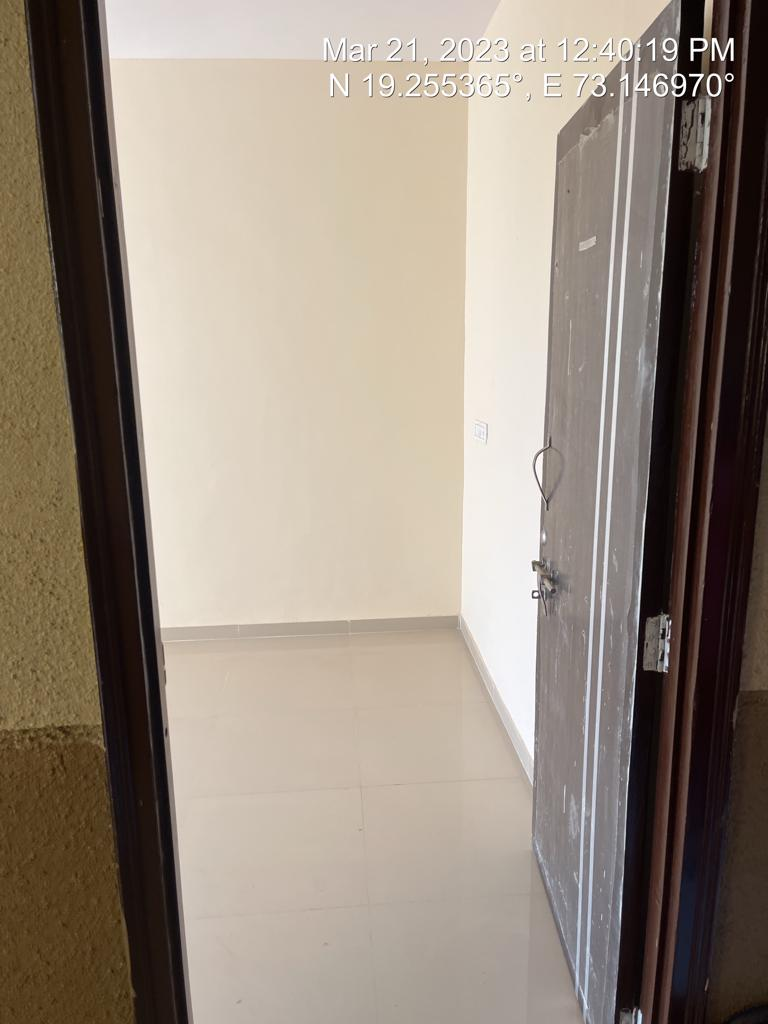 Mar 21, 2023 at 12:40:19 PM
N 19.255365°, E 73.146970°